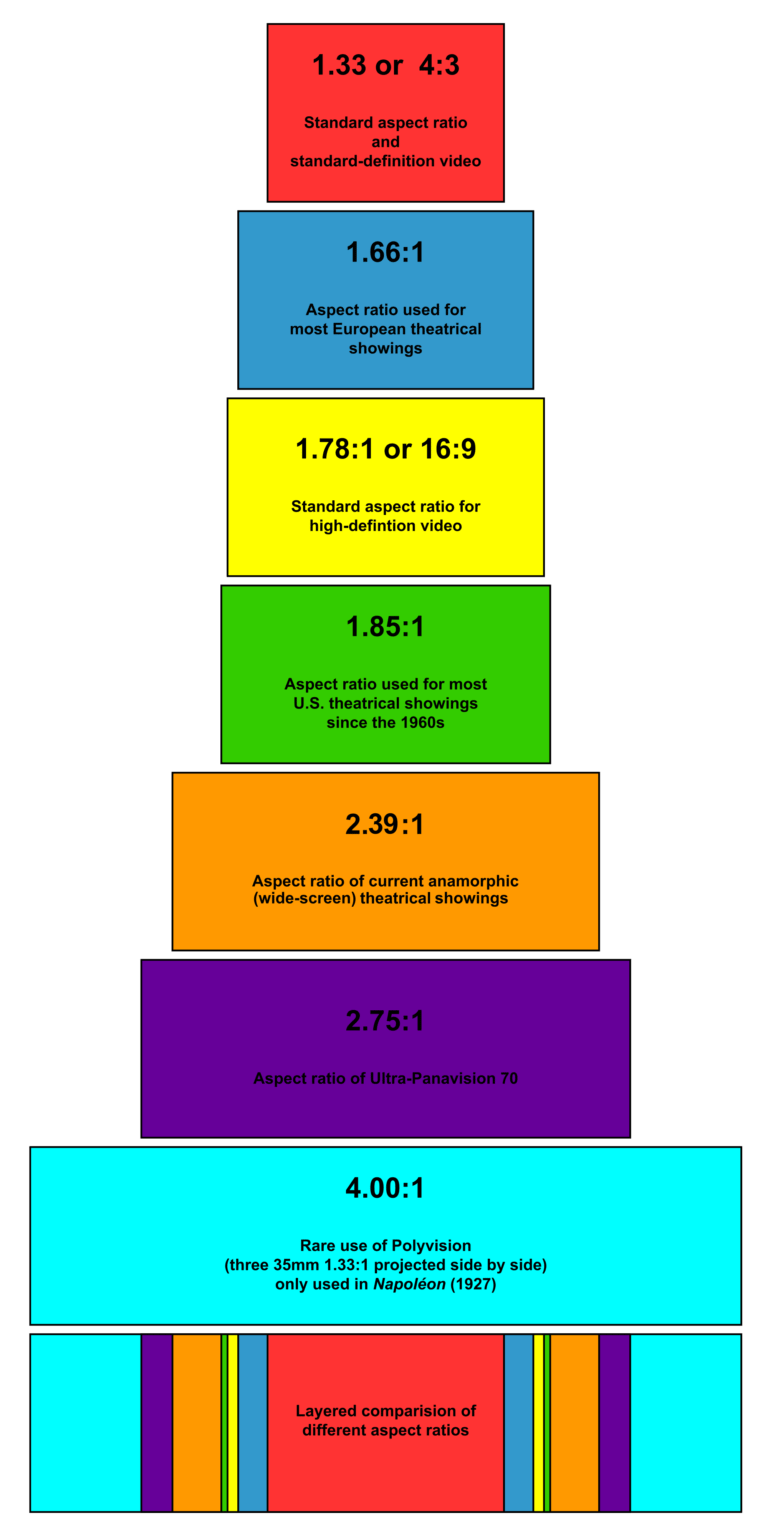 1.33 or 4:3
Standard aspect ratio
and
standard-definition video
1.66:1
Aspect ratio used for
most European theatrical
showings
1.78:1 or 16:9
Standard aspect ratio for
high-defintion video
1.85:1
Aspect ratio used for most
U.S. theatrical showings
since the 1960s
2.39:1
Aspect ratio of current anamorphic
(wide-screen) theatrical showings
2.75:1
Aspect ratio of Ultra-Panavision 70
4.00:1
Rare use of Polyvision
(three 35mm 1.33:1 projected side by side)
only used in Napoléon (1927)
Layered comparision of
different aspect ratios